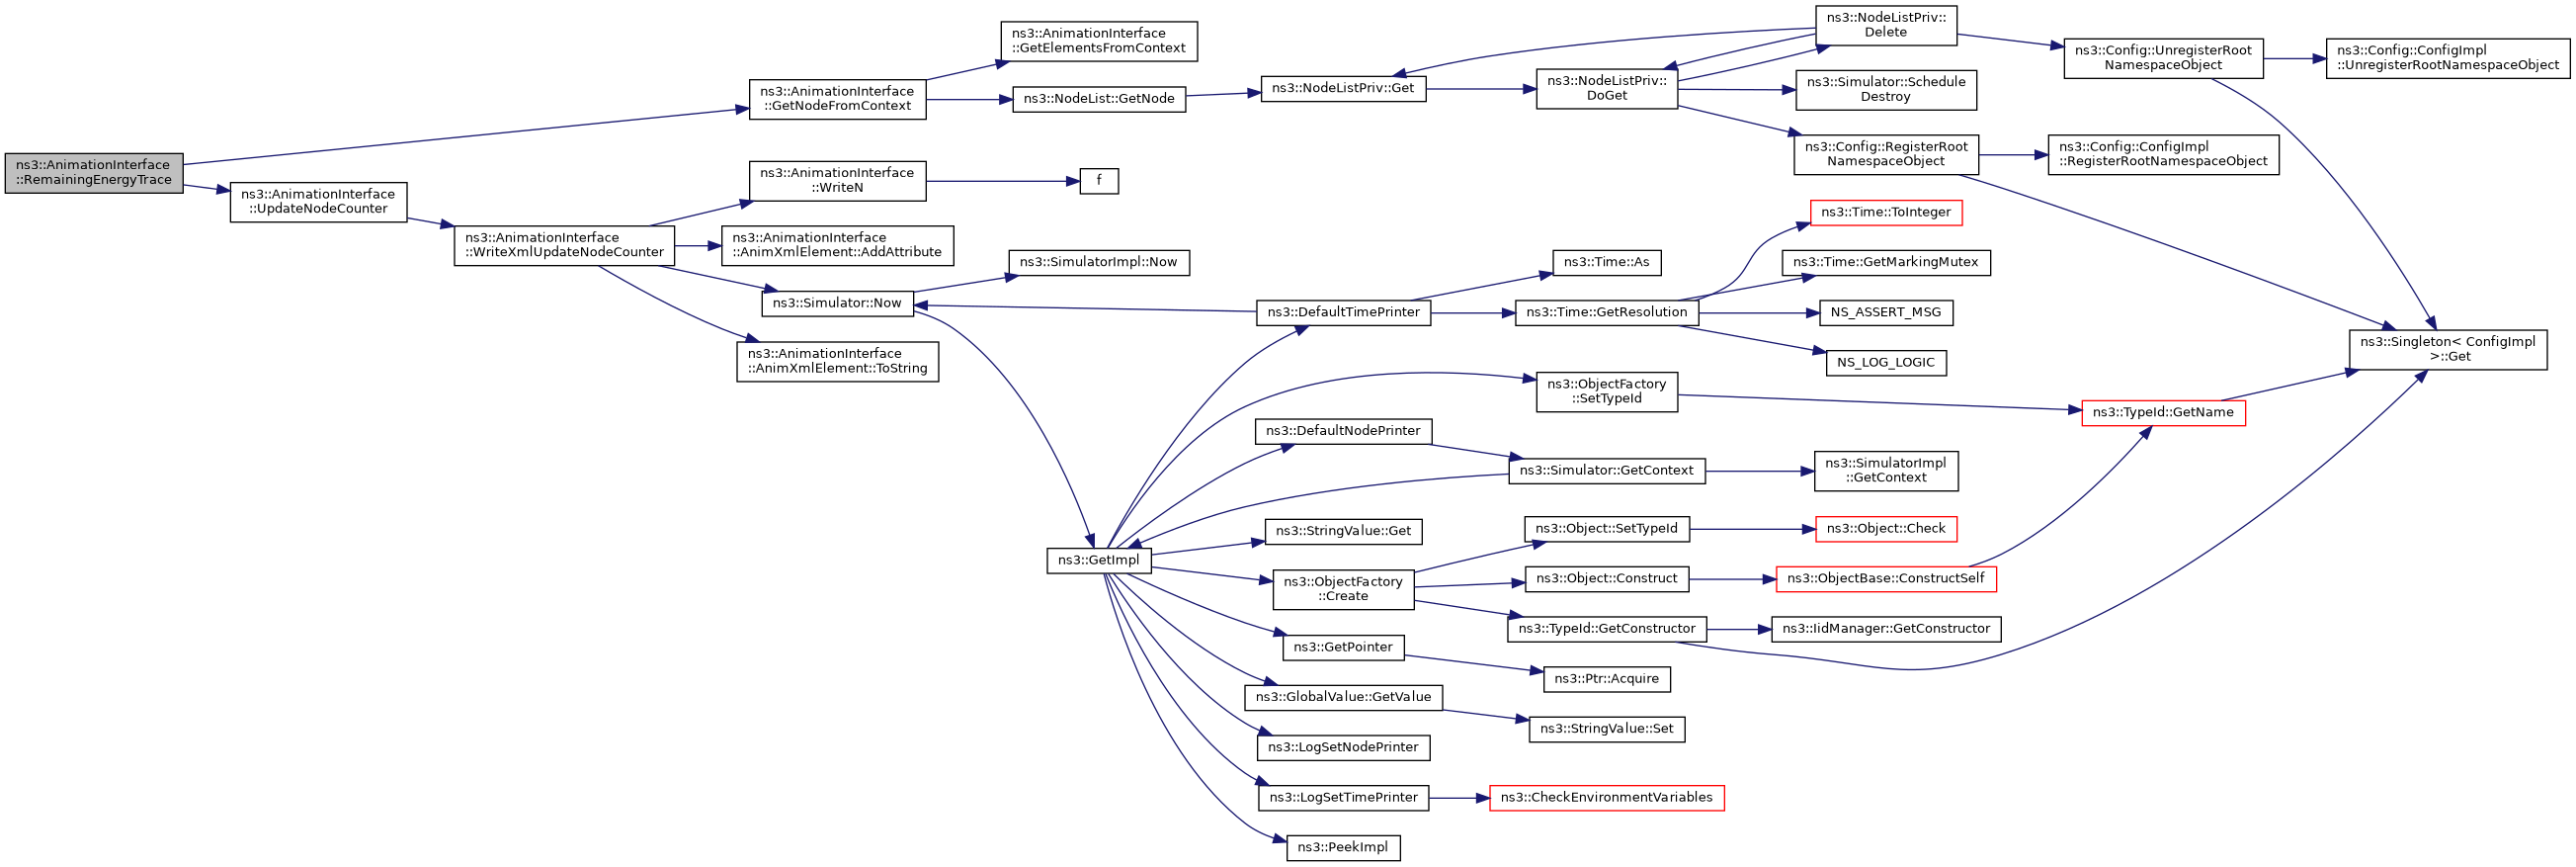 ns3::AnimationInterface
::RemainingEnergyTrace
ns3::AnimationInterface
::GetNodeFromContext
ns3::AnimationInterface
::GetElementsFromContext
ns3::NodeList::GetNode
ns3::NodeListPriv::Get
ns3::NodeListPriv::
DoGet
ns3::NodeListPriv::
Delete
ns3::Config::UnregisterRoot
NamespaceObject
ns3::Config::ConfigImpl
::UnregisterRootNamespaceObject
ns3::Simulator::Schedule
Destroy
ns3::Config::RegisterRoot
NamespaceObject
ns3::Config::ConfigImpl
::RegisterRootNamespaceObject
ns3::Singleton< ConfigImpl
>::Get
ns3::AnimationInterface
::UpdateNodeCounter
ns3::AnimationInterface
::WriteXmlUpdateNodeCounter
ns3::AnimationInterface
::WriteN
f
ns3::AnimationInterface
::AnimXmlElement::AddAttribute
ns3::Simulator::Now
ns3::SimulatorImpl::Now
ns3::AnimationInterface
::AnimXmlElement::ToString
ns3::GetImpl
ns3::DefaultTimePrinter
ns3::Time::As
ns3::Time::GetResolution
ns3::Time::ToInteger
ns3::Time::GetMarkingMutex
NS_ASSERT_MSG
NS_LOG_LOGIC
ns3::ObjectFactory
::SetTypeId
ns3::TypeId::GetName
ns3::DefaultNodePrinter
ns3::Simulator::GetContext
ns3::SimulatorImpl
::GetContext
ns3::StringValue::Get
ns3::ObjectFactory
::Create
ns3::Object::SetTypeId
ns3::Object::Check
ns3::Object::Construct
ns3::ObjectBase::ConstructSelf
ns3::TypeId::GetConstructor
ns3::IidManager::GetConstructor
ns3::GetPointer
ns3::Ptr::Acquire
ns3::GlobalValue::GetValue
ns3::StringValue::Set
ns3::LogSetNodePrinter
ns3::LogSetTimePrinter
ns3::CheckEnvironmentVariables
ns3::PeekImpl